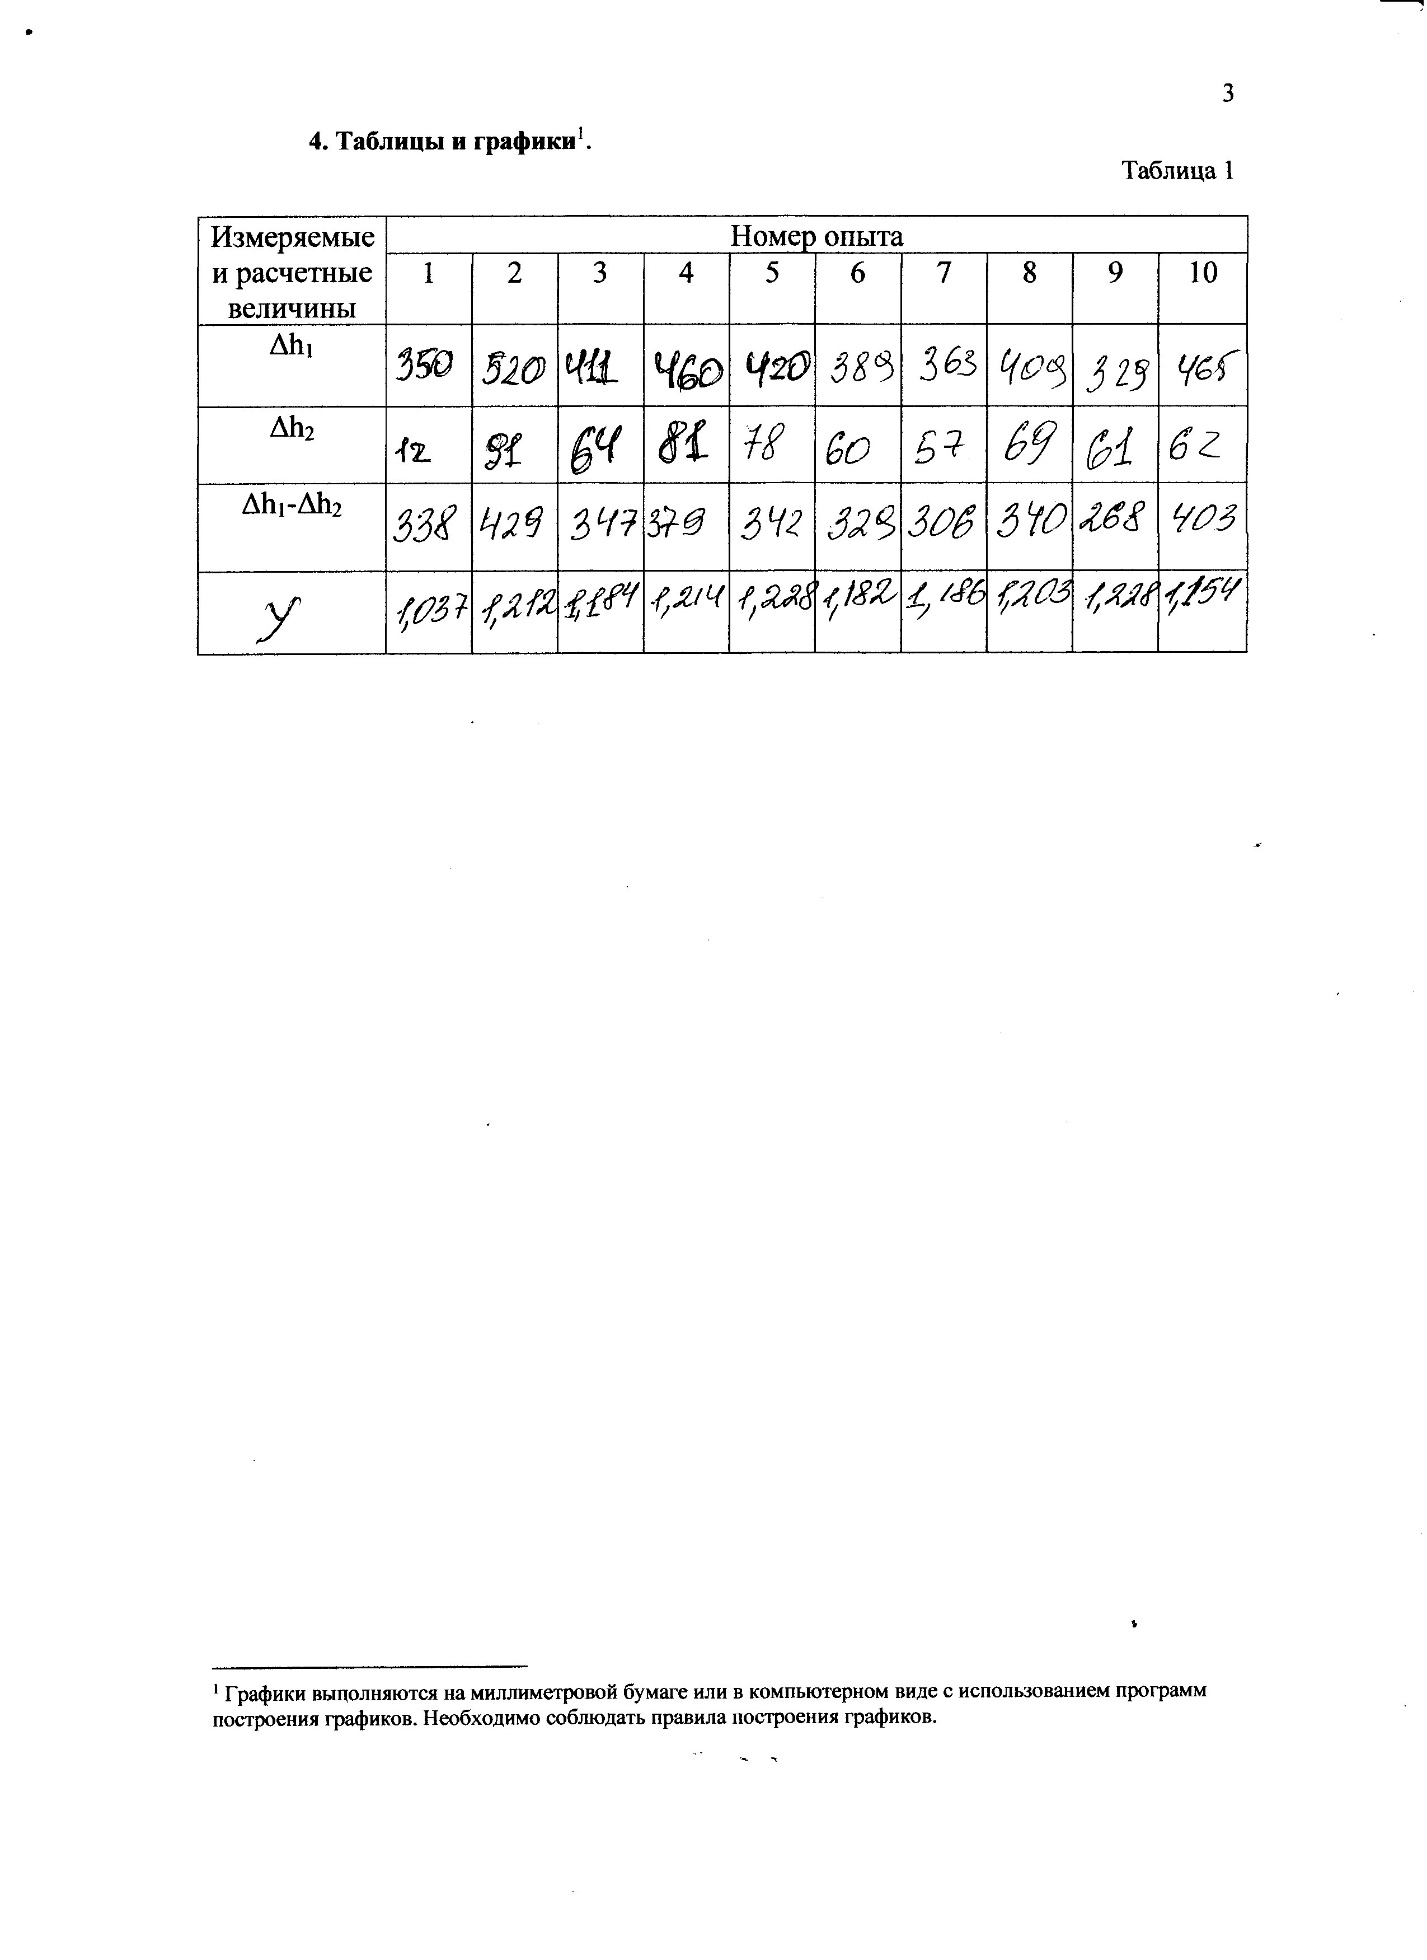 3
4. Таблицы и графики¹.
Таблица 1
Измеряемые и расчетные величины Номер опыта
1 2 3 4 5 6 7 8 9 10
Δh₁ 350 520 411 460 420 389 363 409 329 465
Δh₂ 12 91 64 81 78 60 57 69 61 62
Δh₁-Δh₂ 338 429 347 379 342 329 306 340 268 403
γ 1,037 1,212 1,184 1,214 1,228 1,182 1,186 1,203 1,228 1,154
¹ Графики выполняются на миллиметровой бумаге или в компьютерном виде с использованием программ
построения графиков. Необходимо соблюдать правила построения графиков.